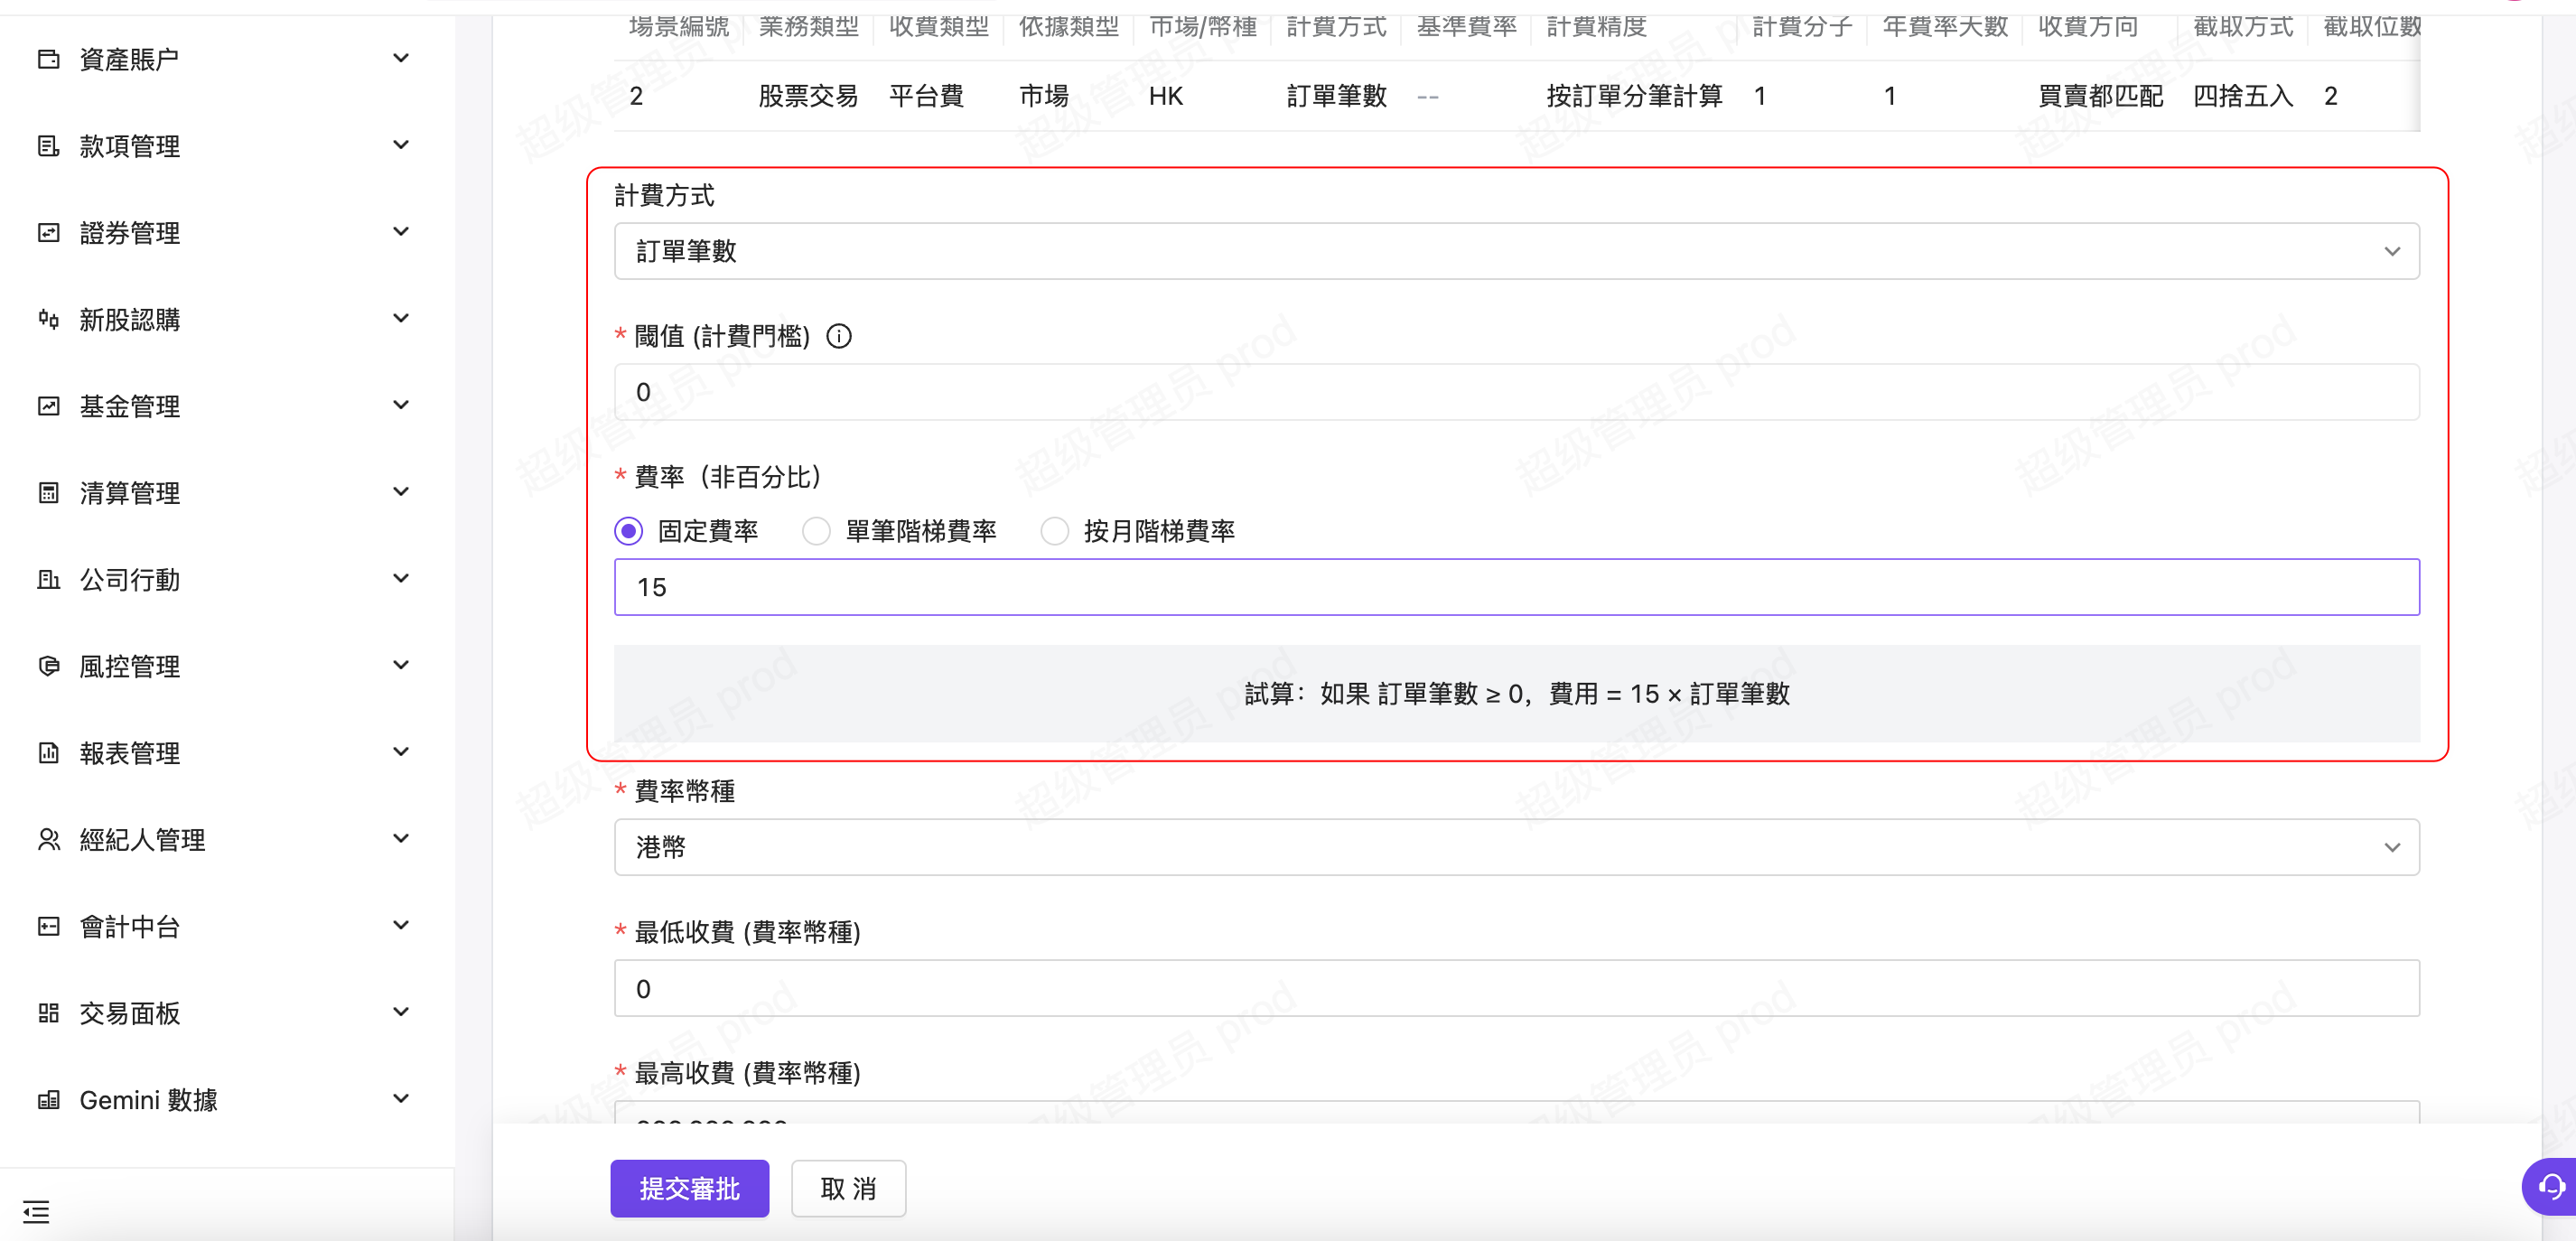 資產賬户
款項管理
證券管理
新股認購
基金管理
清算管理
公司行動
風控管理
報表管理
經紀人管理
會計中台
交易面板
Gemini 數據
場景編號 業務類型 收費類型 依據類型 市場/幣種 計費方式 基準費率 計費精度 計費分子 年費率天數 收費方向 截取方式 截取位數
2 股票交易 平台費 市場 HK 訂單筆數 -- 按訂單分筆計算 1 1 買賣都匹配 四捨五入 2
計費方式
訂單筆數
* 閾值 (計費門檻)
0
* 費率（非百分比）
固定費率 單筆階梯費率 按月階梯費率
15
試算：如果 訂單筆數 ≥ 0，費用 = 15 × 訂單筆數
* 費率幣種
港幣
* 最低收費 (費率幣種)
0
* 最高收費 (費率幣種)
提交審批 取 消
超级管理员 prod